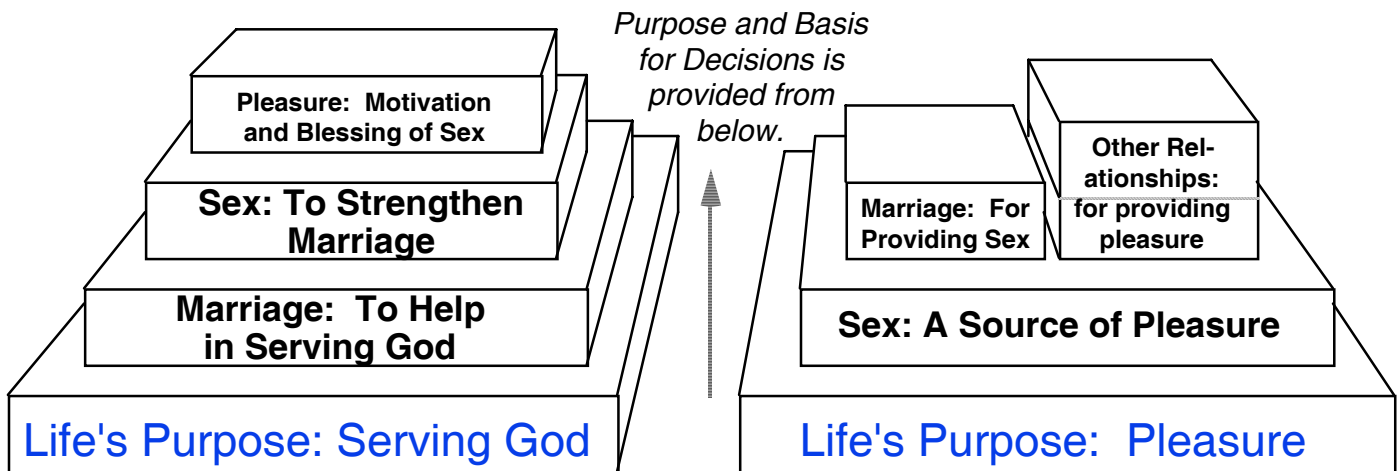 Pleasure:  Motivation
and Blessing of Sex
Sex: To Strengthen
Marriage
Marriage:  To Help
in Serving God
Life's Purpose: Serving God
Purpose and Basis
for Decisions is
provided from
below.
Marriage:  For
Providing Sex
Other Rel-
ationships:
for providing
pleasure
Sex: A Source of Pleasure
Life's Purpose:  Pleasure